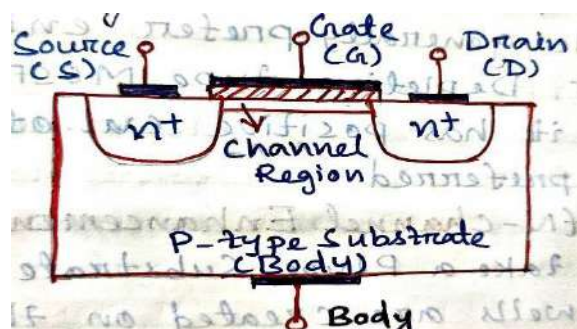 Source
(S)
Gate
(G)
Drain
(D)
n+
n+
Channel
Region
P-type Substrate
(Body)
Body